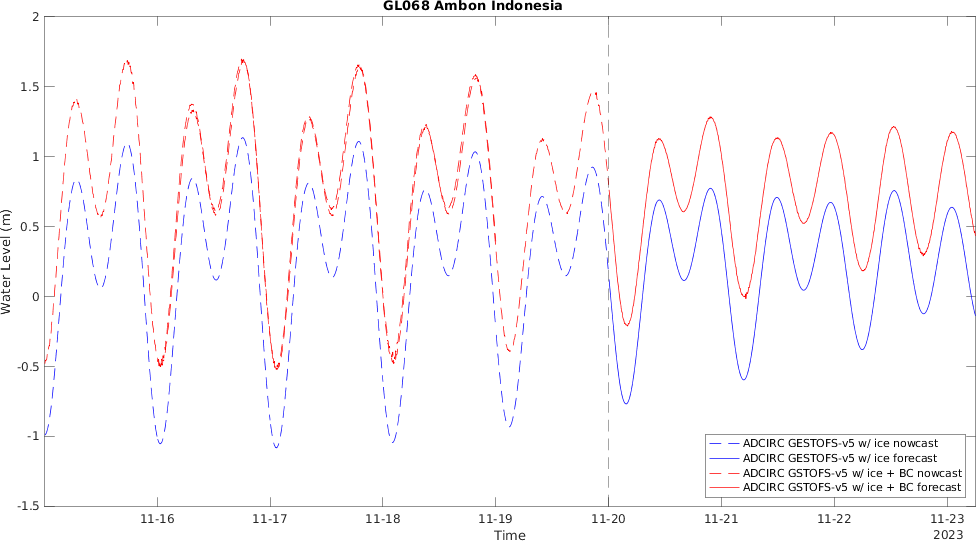 GL068 Ambon Indonesia
2
1.5
1
0.5
0
-0.5
-1
-1.5
Water Level (m)
ADCIRC GESTOFS-v5 w/ ice nowcast
ADCIRC GESTOFS-v5 w/ ice forecast
ADCIRC GSTOFS-v5 w/ ice + BC nowcast
ADCIRC GSTOFS-v5 w/ ice + BC forecast
11-16 11-17 11-18 11-19 11-20 11-21 11-22 11-23
Time 2023